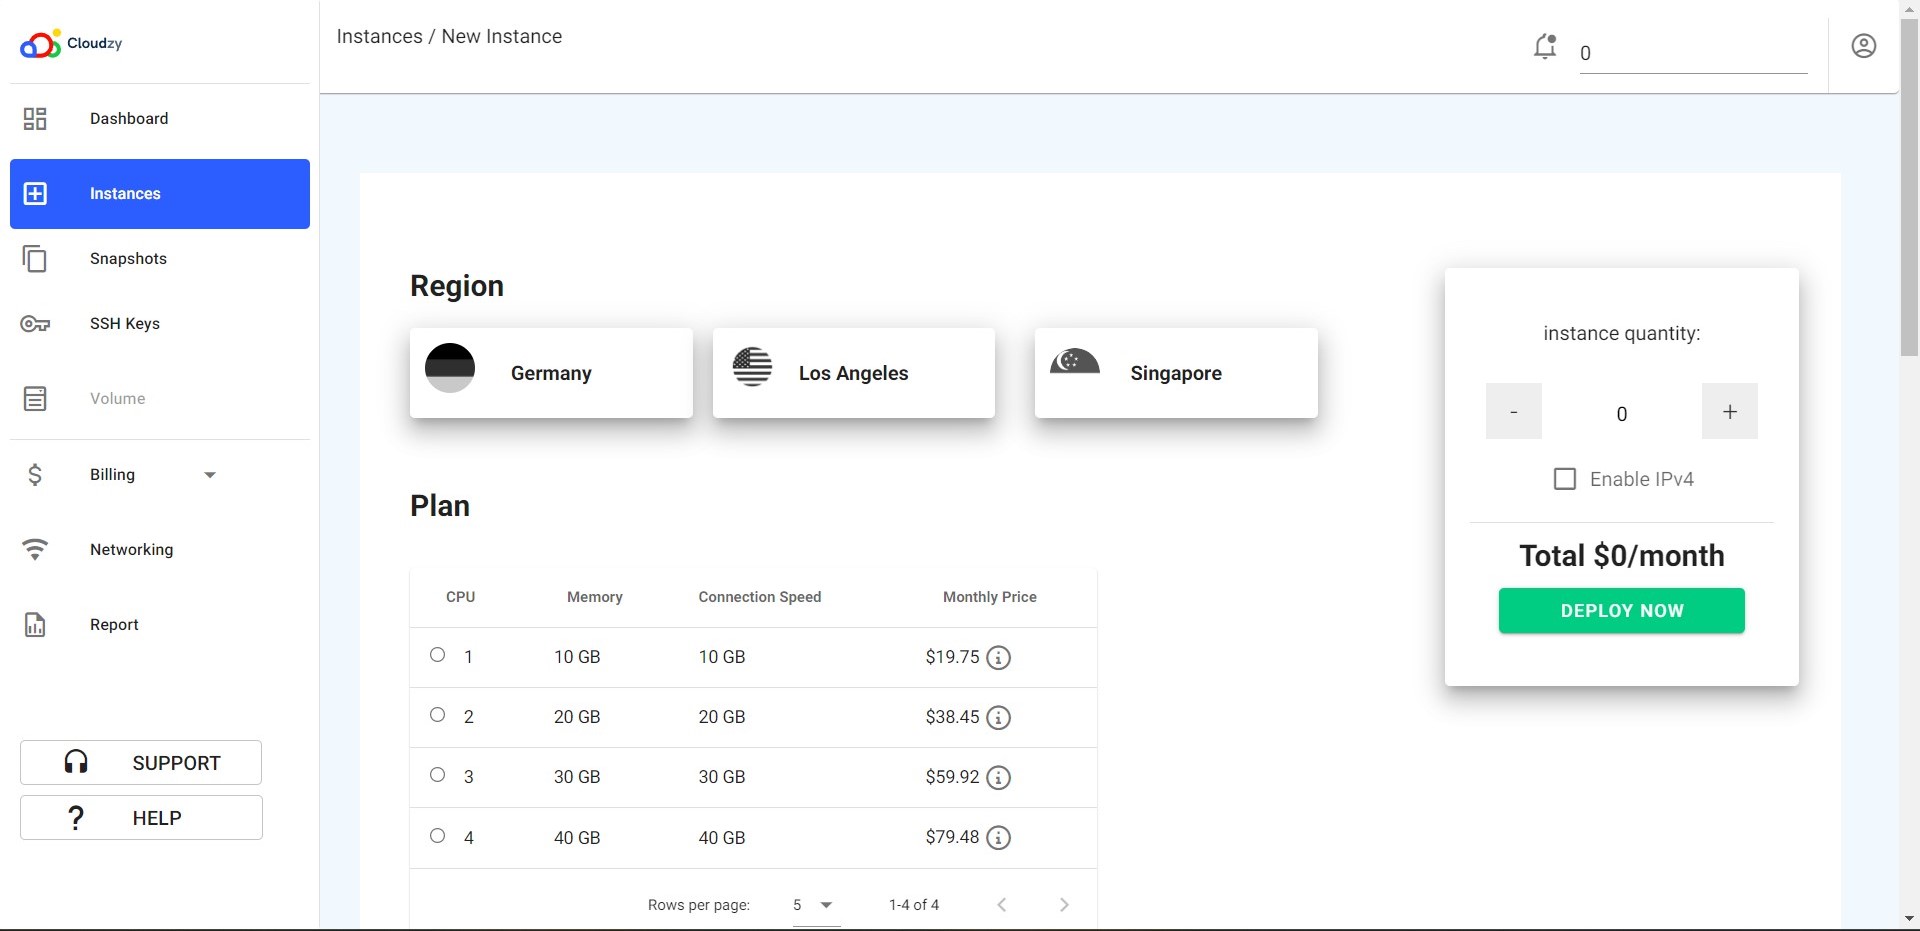 Cloudzy
Instances / New Instance
0
Dashboard
Instances
Snapshots
SSH Keys
Volume
Billing
Networking
Report
SUPPORT
? HELP
Region
Germany
Los Angeles
Singapore
Plan
CPU Memory Connection Speed Monthly Price
1 10 GB 10 GB $19.75
2 20 GB 20 GB $38.45
3 30 GB 30 GB $59.92
4 40 GB 40 GB $79.48
Rows per page: 5 1-4 of 4
instance quantity:
- 0 +
Enable IPv4
Total $0/month
DEPLOY NOW